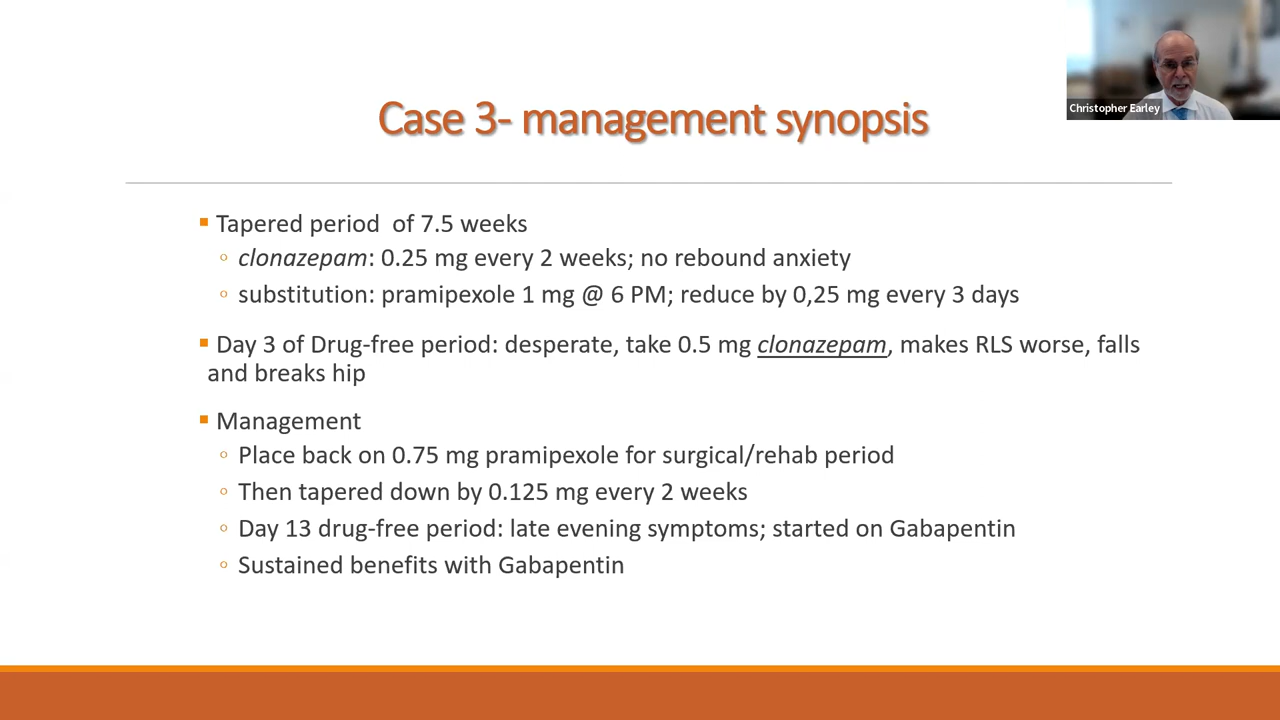 Christopher Earley
Case 3- management synopsis
▪ Tapered period of 7.5 weeks
◦ clonazepam: 0.25 mg every 2 weeks; no rebound anxiety
◦ substitution: pramipexole 1 mg @ 6 PM; reduce by 0,25 mg every 3 days
▪ Day 3 of Drug-free period: desperate, take 0.5 mg clonazepam, makes RLS worse, falls
and breaks hip
▪ Management
◦ Place back on 0.75 mg pramipexole for surgical/rehab period
◦ Then tapered down by 0.125 mg every 2 weeks
◦ Day 13 drug-free period: late evening symptoms; started on Gabapentin
◦ Sustained benefits with Gabapentin